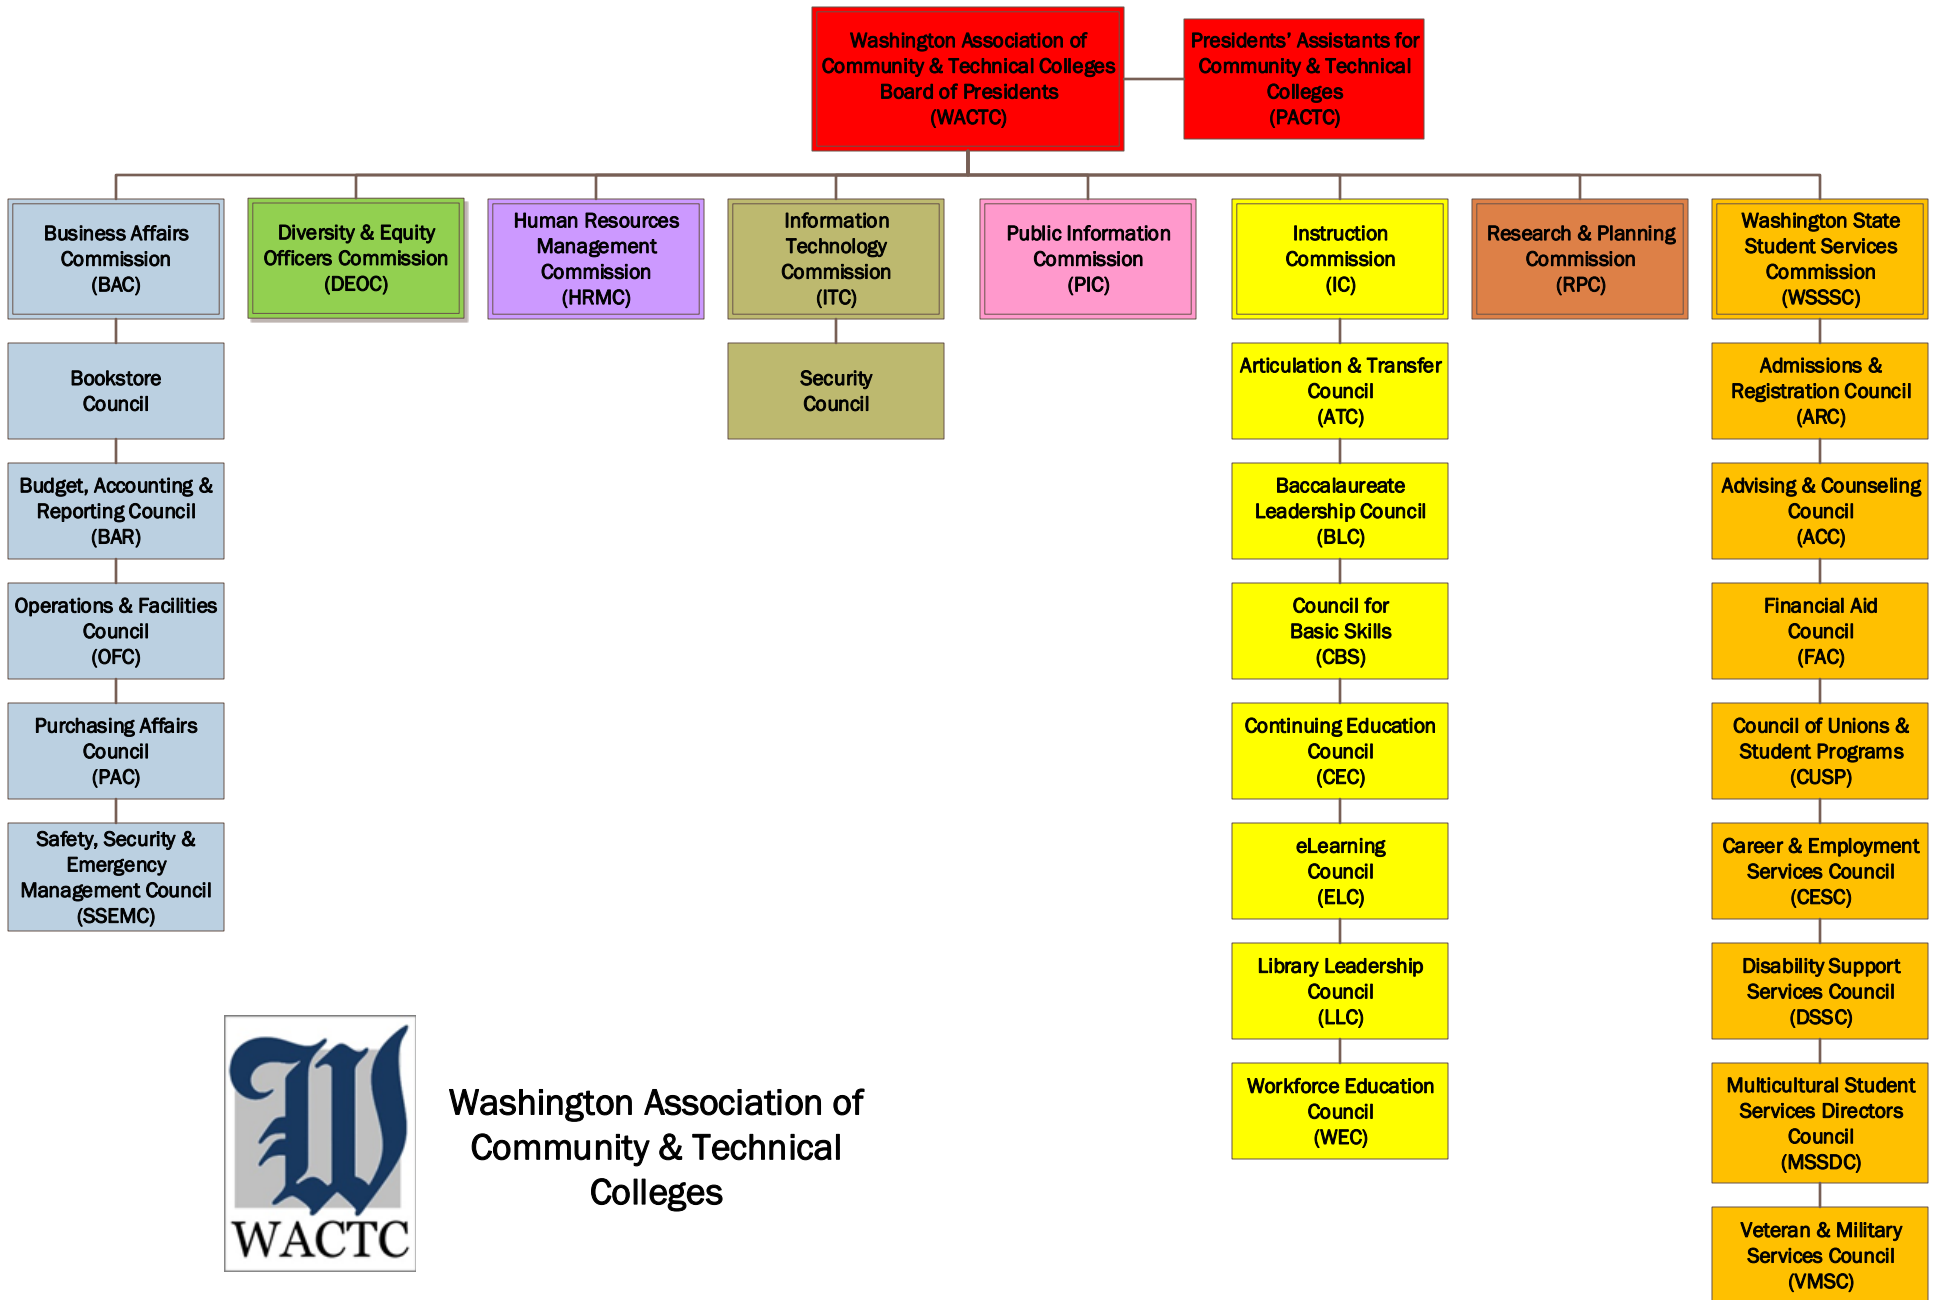 Washington Association of
Community & Technical Colleges
Board of Presidents
(WACTC)
Presidents’ Assistants for
Community & Technical
Colleges
(PACTC)
Business Affairs
Commission
(BAC)
Diversity & Equity
Officers Commission
(DEOC)
Human Resources
Management
Commission
(HRMC)
Information
Technology
Commission
(ITC)
Public Information
Commission
(PIC)
Instruction
Commission
(IC)
Research & Planning
Commission
(RPC)
Washington State
Student Services
Commission
(WSSSC)
Bookstore
Council
Budget, Accounting &
Reporting Council
(BAR)
Operations & Facilities
Council
(OFC)
Purchasing Affairs
Council
(PAC)
Safety, Security &
Emergency
Management Council
(SSEMC)
Security
Council
Articulation & Transfer
Council
(ATC)
Baccalaureate
Leadership Council
(BLC)
Council for
Basic Skills
(CBS)
Continuing Education
Council
(CEC)
eLearning
Council
(ELC)
Library Leadership
Council
(LLC)
Workforce Education
Council
(WEC)
Admissions &
Registration Council
(ARC)
Advising & Counseling
Council
(ACC)
Financial Aid
Council
(FAC)
Council of Unions &
Student Programs
(CUSP)
Career & Employment
Services Council
(CESC)
Disability Support
Services Council
(DSSC)
Multicultural Student
Services Directors
Council
(MSSDC)
Veteran & Military
Services Council
(VMSC)
W
WACTC
Washington Association of
Community & Technical
Colleges